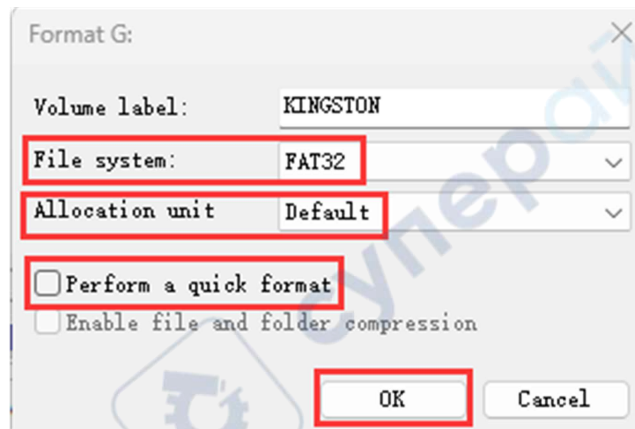 Format G:
Volume label: KINGSTON
File system: FAT32
Allocation unit Default
Perform a quick format
Enable file and folder compression
OK Cancel
суперай